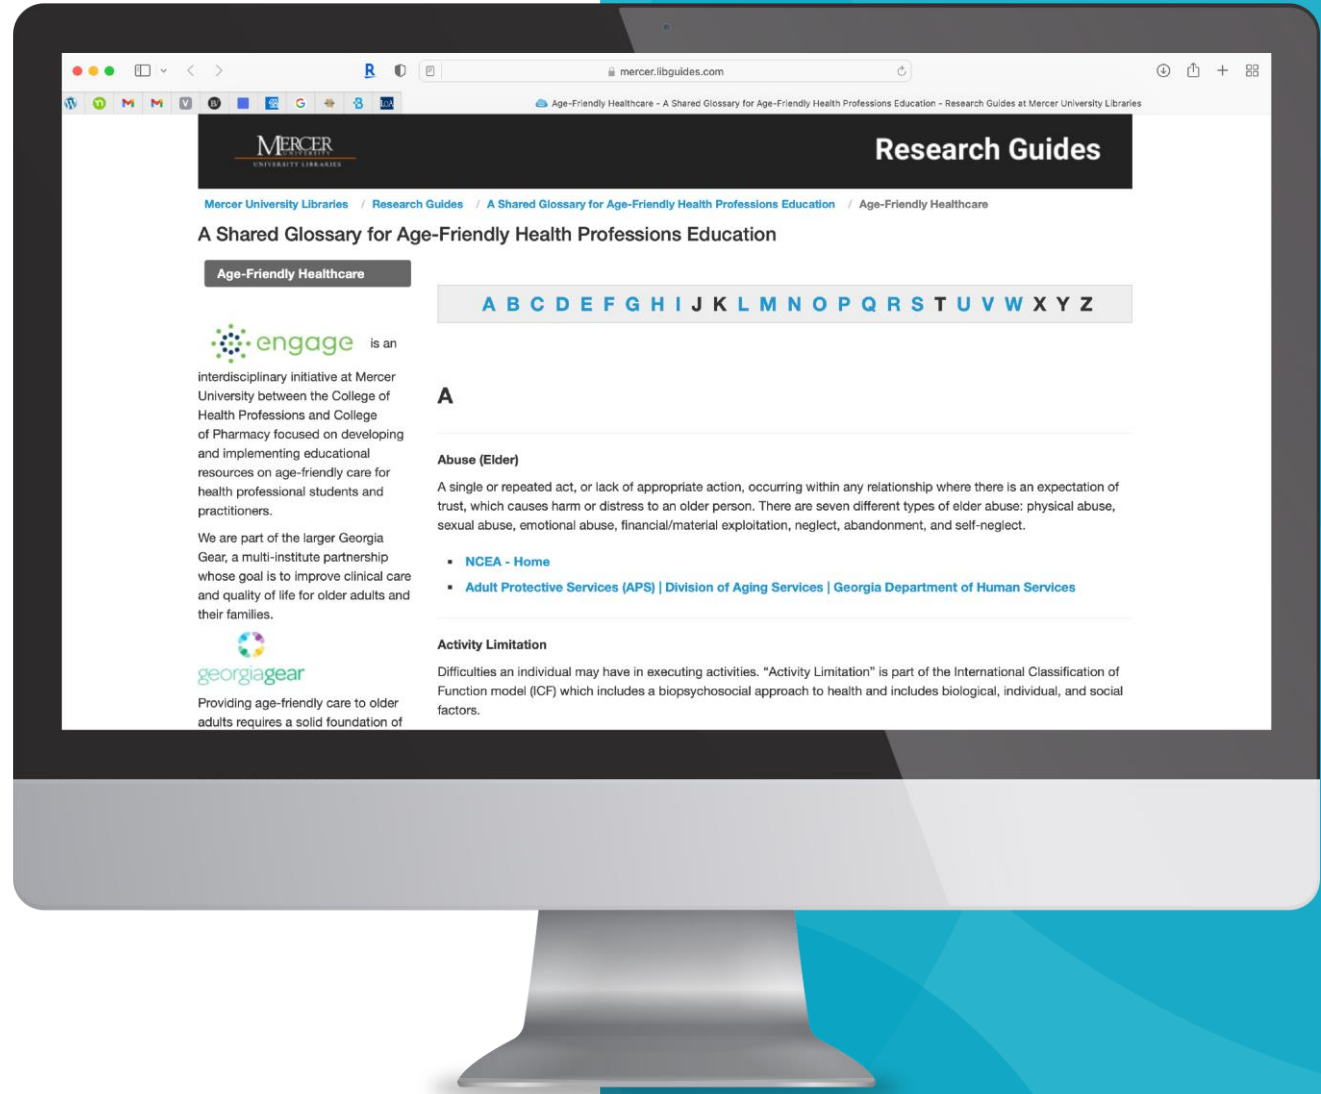 mercer.libguides.com
Age-Friendly Healthcare - A Shared Glossary for Age-Friendly Health Professions Education - Research Guides at Mercer University Libraries
MERCER
UNIVERSITY
UNIVERSITY LIBRARIES
Research Guides
Mercer University Libraries / Research Guides / A Shared Glossary for Age-Friendly Health Professions Education / Age-Friendly Healthcare
A Shared Glossary for Age-Friendly Health Professions Education
Age-Friendly Healthcare
engage is an
interdisciplinary initiative at Mercer
University between the College of
Health Professions and College
of Pharmacy focused on developing
and implementing educational
resources on age-friendly care for
health professional students and
practitioners.
We are part of the larger Georgia
Gear, a multi-institute partnership
whose goal is to improve clinical care
and quality of life for older adults and
their families.
georgiagear
Providing age-friendly care to older
adults requires a solid foundation of
A B C D E F G H I J K L M N O P Q R S T U V W X Y Z
A
Abuse (Elder)
A single or repeated act, or lack of appropriate action, occurring within any relationship where there is an expectation of
trust, which causes harm or distress to an older person. There are seven different types of elder abuse: physical abuse,
sexual abuse, emotional abuse, financial/material exploitation, neglect, abandonment, and self-neglect.
▪ NCEA - Home
▪ Adult Protective Services (APS) | Division of Aging Services | Georgia Department of Human Services
Activity Limitation
Difficulties an individual may have in executing activities. “Activity Limitation” is part of the International Classification of
Function model (ICF) which includes a biopsychosocial approach to health and includes biological, individual, and social
factors.